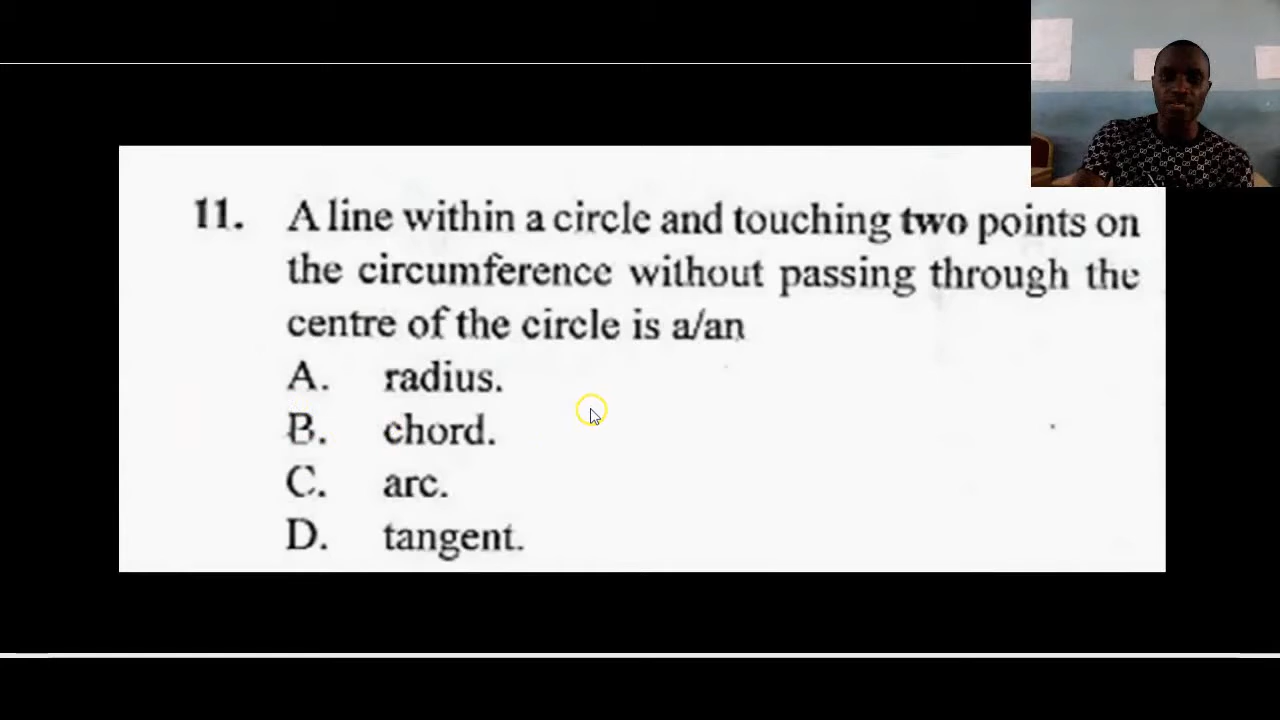 11. A line within a circle and touching two points on
the circumference without passing through the
centre of the circle is a/an
A. radius.
B. chord.
C. arc.
D. tangent.